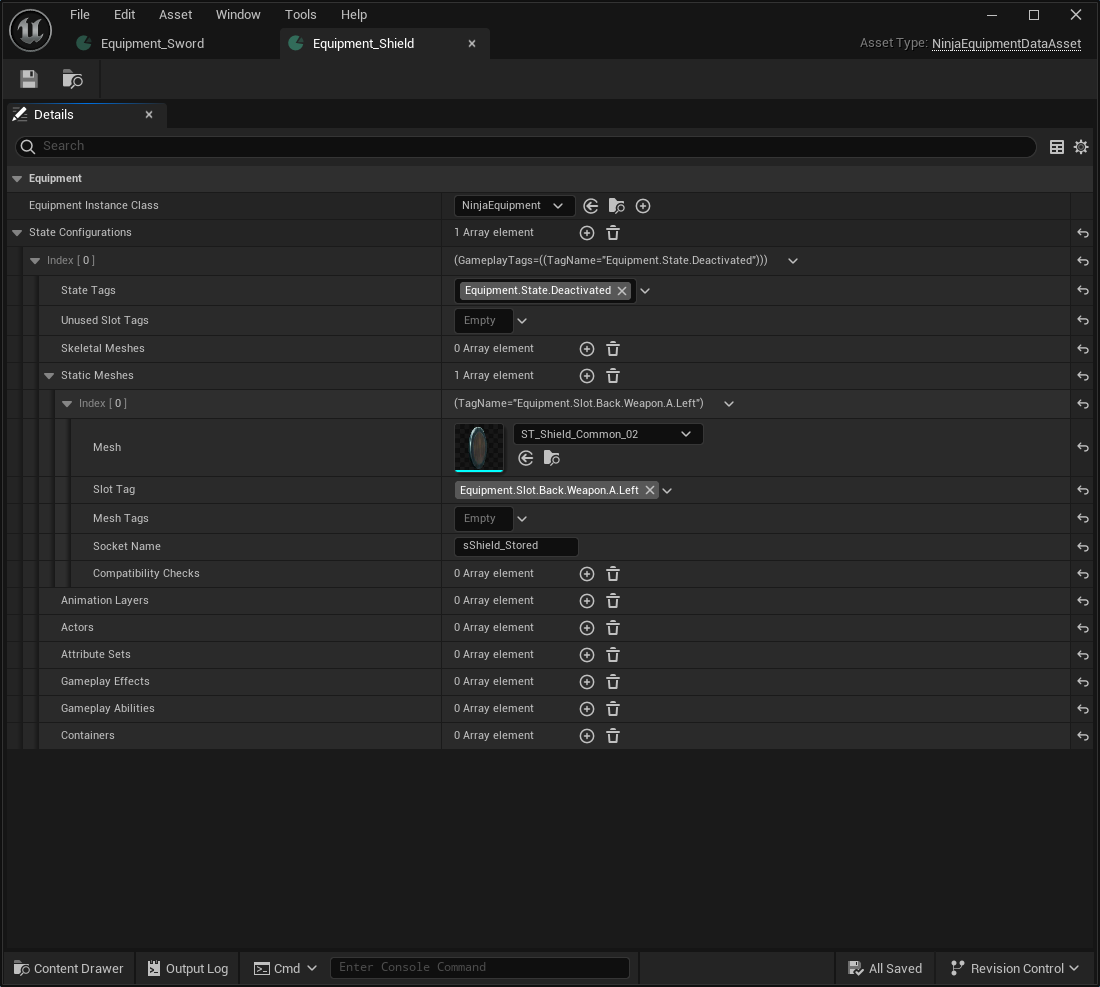 File Edit Asset Window Tools Help
Equipment_Sword Equipment_Shield Asset Type: NinjaEquipmentDataAsset
Details
Search
Equipment
Equipment Instance Class NinjaEquipment
State Configurations 1 Array element
Index [ 0 ] (GameplayTags=((TagName="Equipment.State.Deactivated")))
State Tags Equipment.State.Deactivated
Unused Slot Tags Empty
Skeletal Meshes 0 Array element
Static Meshes 1 Array element
Index [ 0 ] (TagName="Equipment.Slot.Back.Weapon.A.Left")
Mesh ST_Shield_Common_02
Slot Tag Equipment.Slot.Back.Weapon.A.Left
Mesh Tags Empty
Socket Name sShield_Stored
Compatibility Checks 0 Array element
Animation Layers 0 Array element
Actors 0 Array element
Attribute Sets 0 Array element
Gameplay Effects 0 Array element
Gameplay Abilities 0 Array element
Containers 0 Array element
Content Drawer Output Log Cmd Enter Console Command All Saved Revision Control